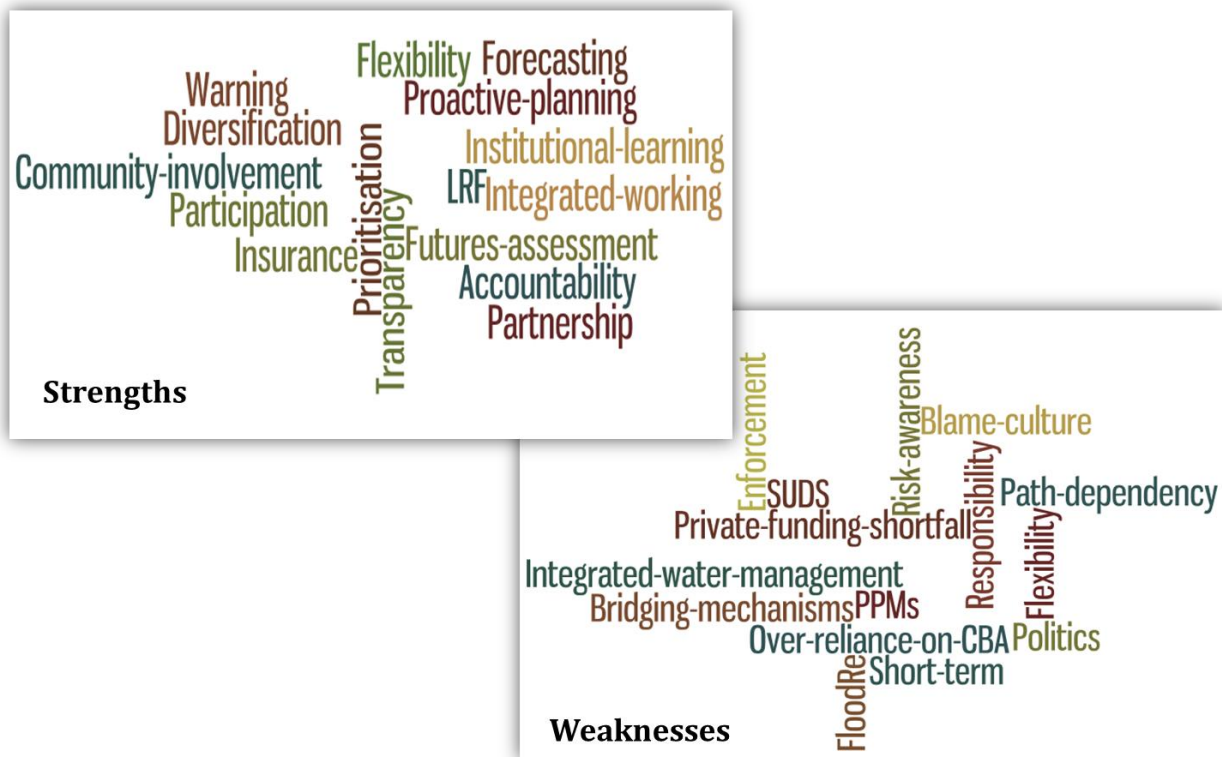 Flexibility Forecasting
Warning
Proactive-planning
Diversification
Prioritisation
Institutional-learning
Community-involvement
LRF Integrated-working
Participation
Transparency
Insurance
Futures-assessment
Accountability
Partnership
Strengths
Enforcement
Risk-awareness
Blame-culture
SUDS
Responsibility
Path-dependency
Private-funding-shortfall
Flexibility
Integrated-water-management
Bridging-mechanisms PPMs
Over-reliance-on-CBA Politics
FloodRe
Short-term
Weaknesses